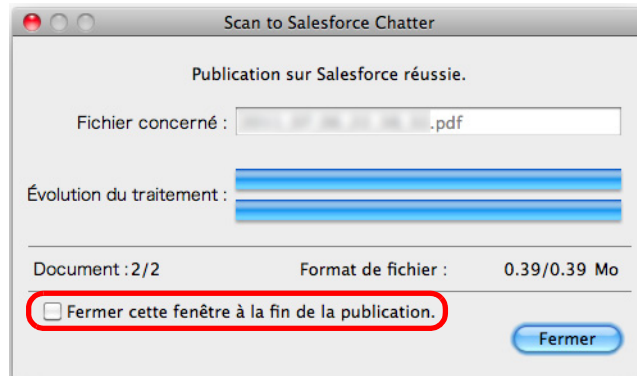 Scan to Salesforce Chatter
Publication sur Salesforce réussie.
Fichier concerné : .pdf
Évolution du traitement :
Document :2/2 Format de fichier : 0.39/0.39 Mo
Fermer cette fenêtre à la fin de la publication.
Fermer